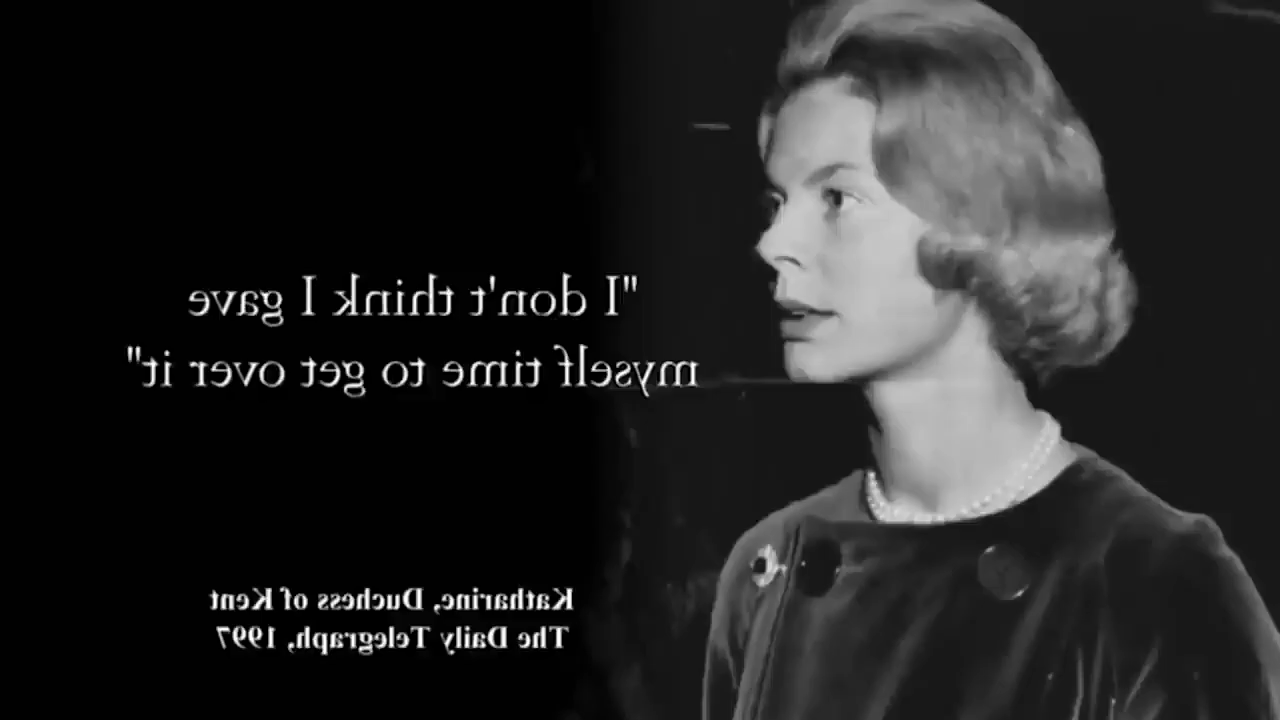 "I don't think I gave
myself time to get over it"
Katharine, Duchess of Kent
The Daily Telegraph, 1997